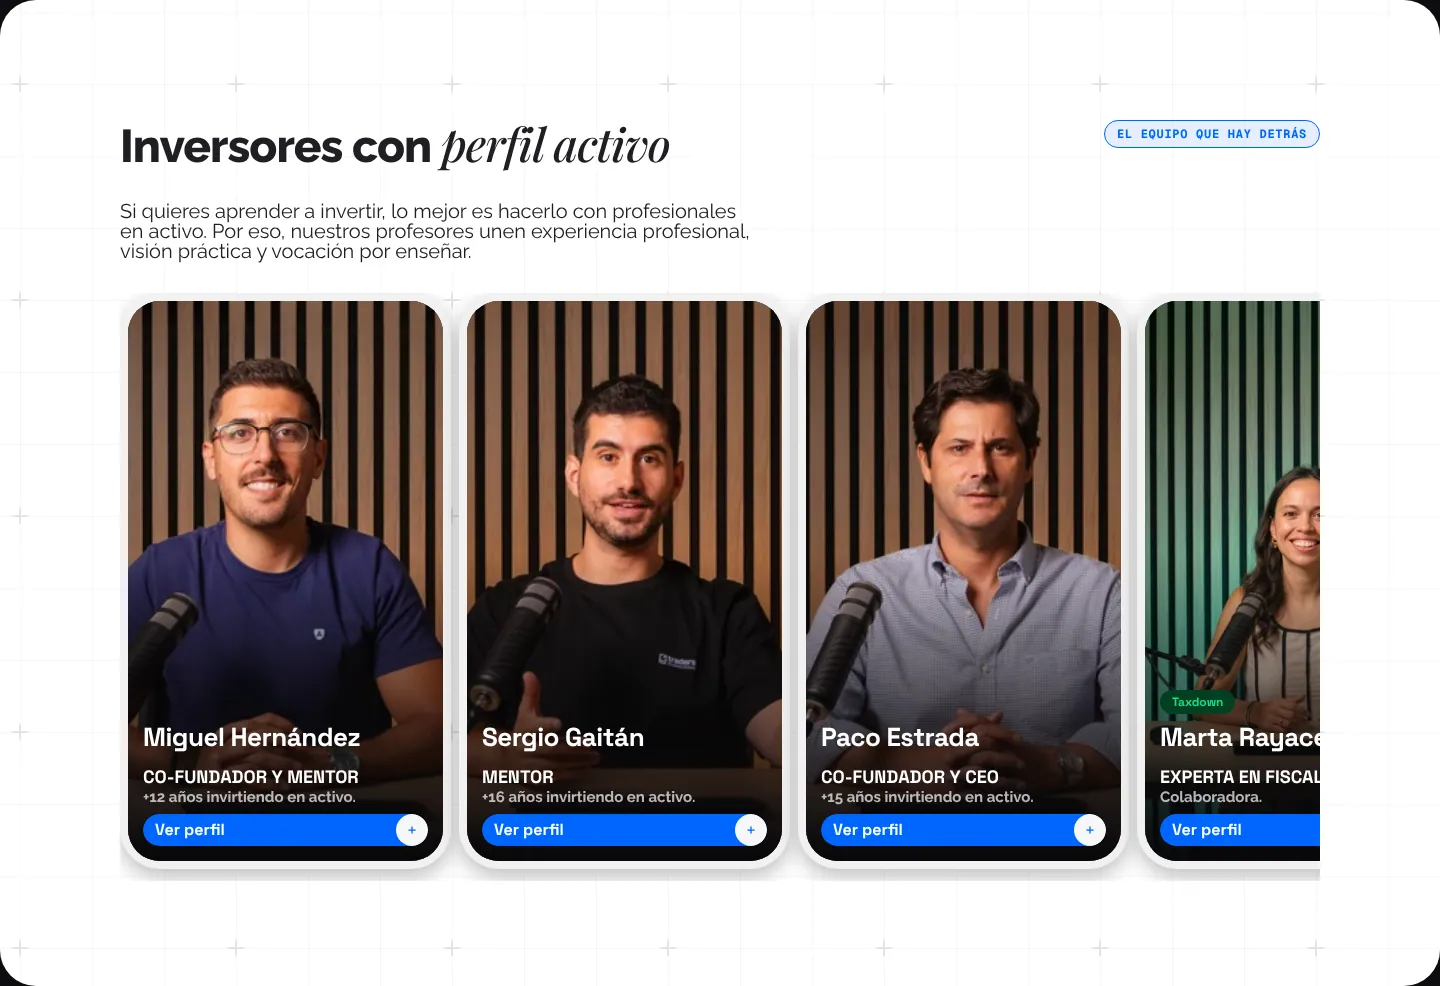 Inversores con perfil activo
EL EQUIPO QUE HAY DETRÁS
Si quieres aprender a invertir, lo mejor es hacerlo con profesionales
en activo. Por eso, nuestros profesores unen experiencia profesional,
visión práctica y vocación por enseñar.
Miguel Hernández
CO-FUNDADOR Y MENTOR
+12 años invirtiendo en activo.
Ver perfil
+
Sergio Gaitán
MENTOR
+16 años invirtiendo en activo.
Ver perfil
+
Paco Estrada
CO-FUNDADOR Y CEO
+15 años invirtiendo en activo.
Ver perfil
+
Taxdown
Marta Rayace
EXPERTA EN FISCAL
Colaboradora.
Ver perfil